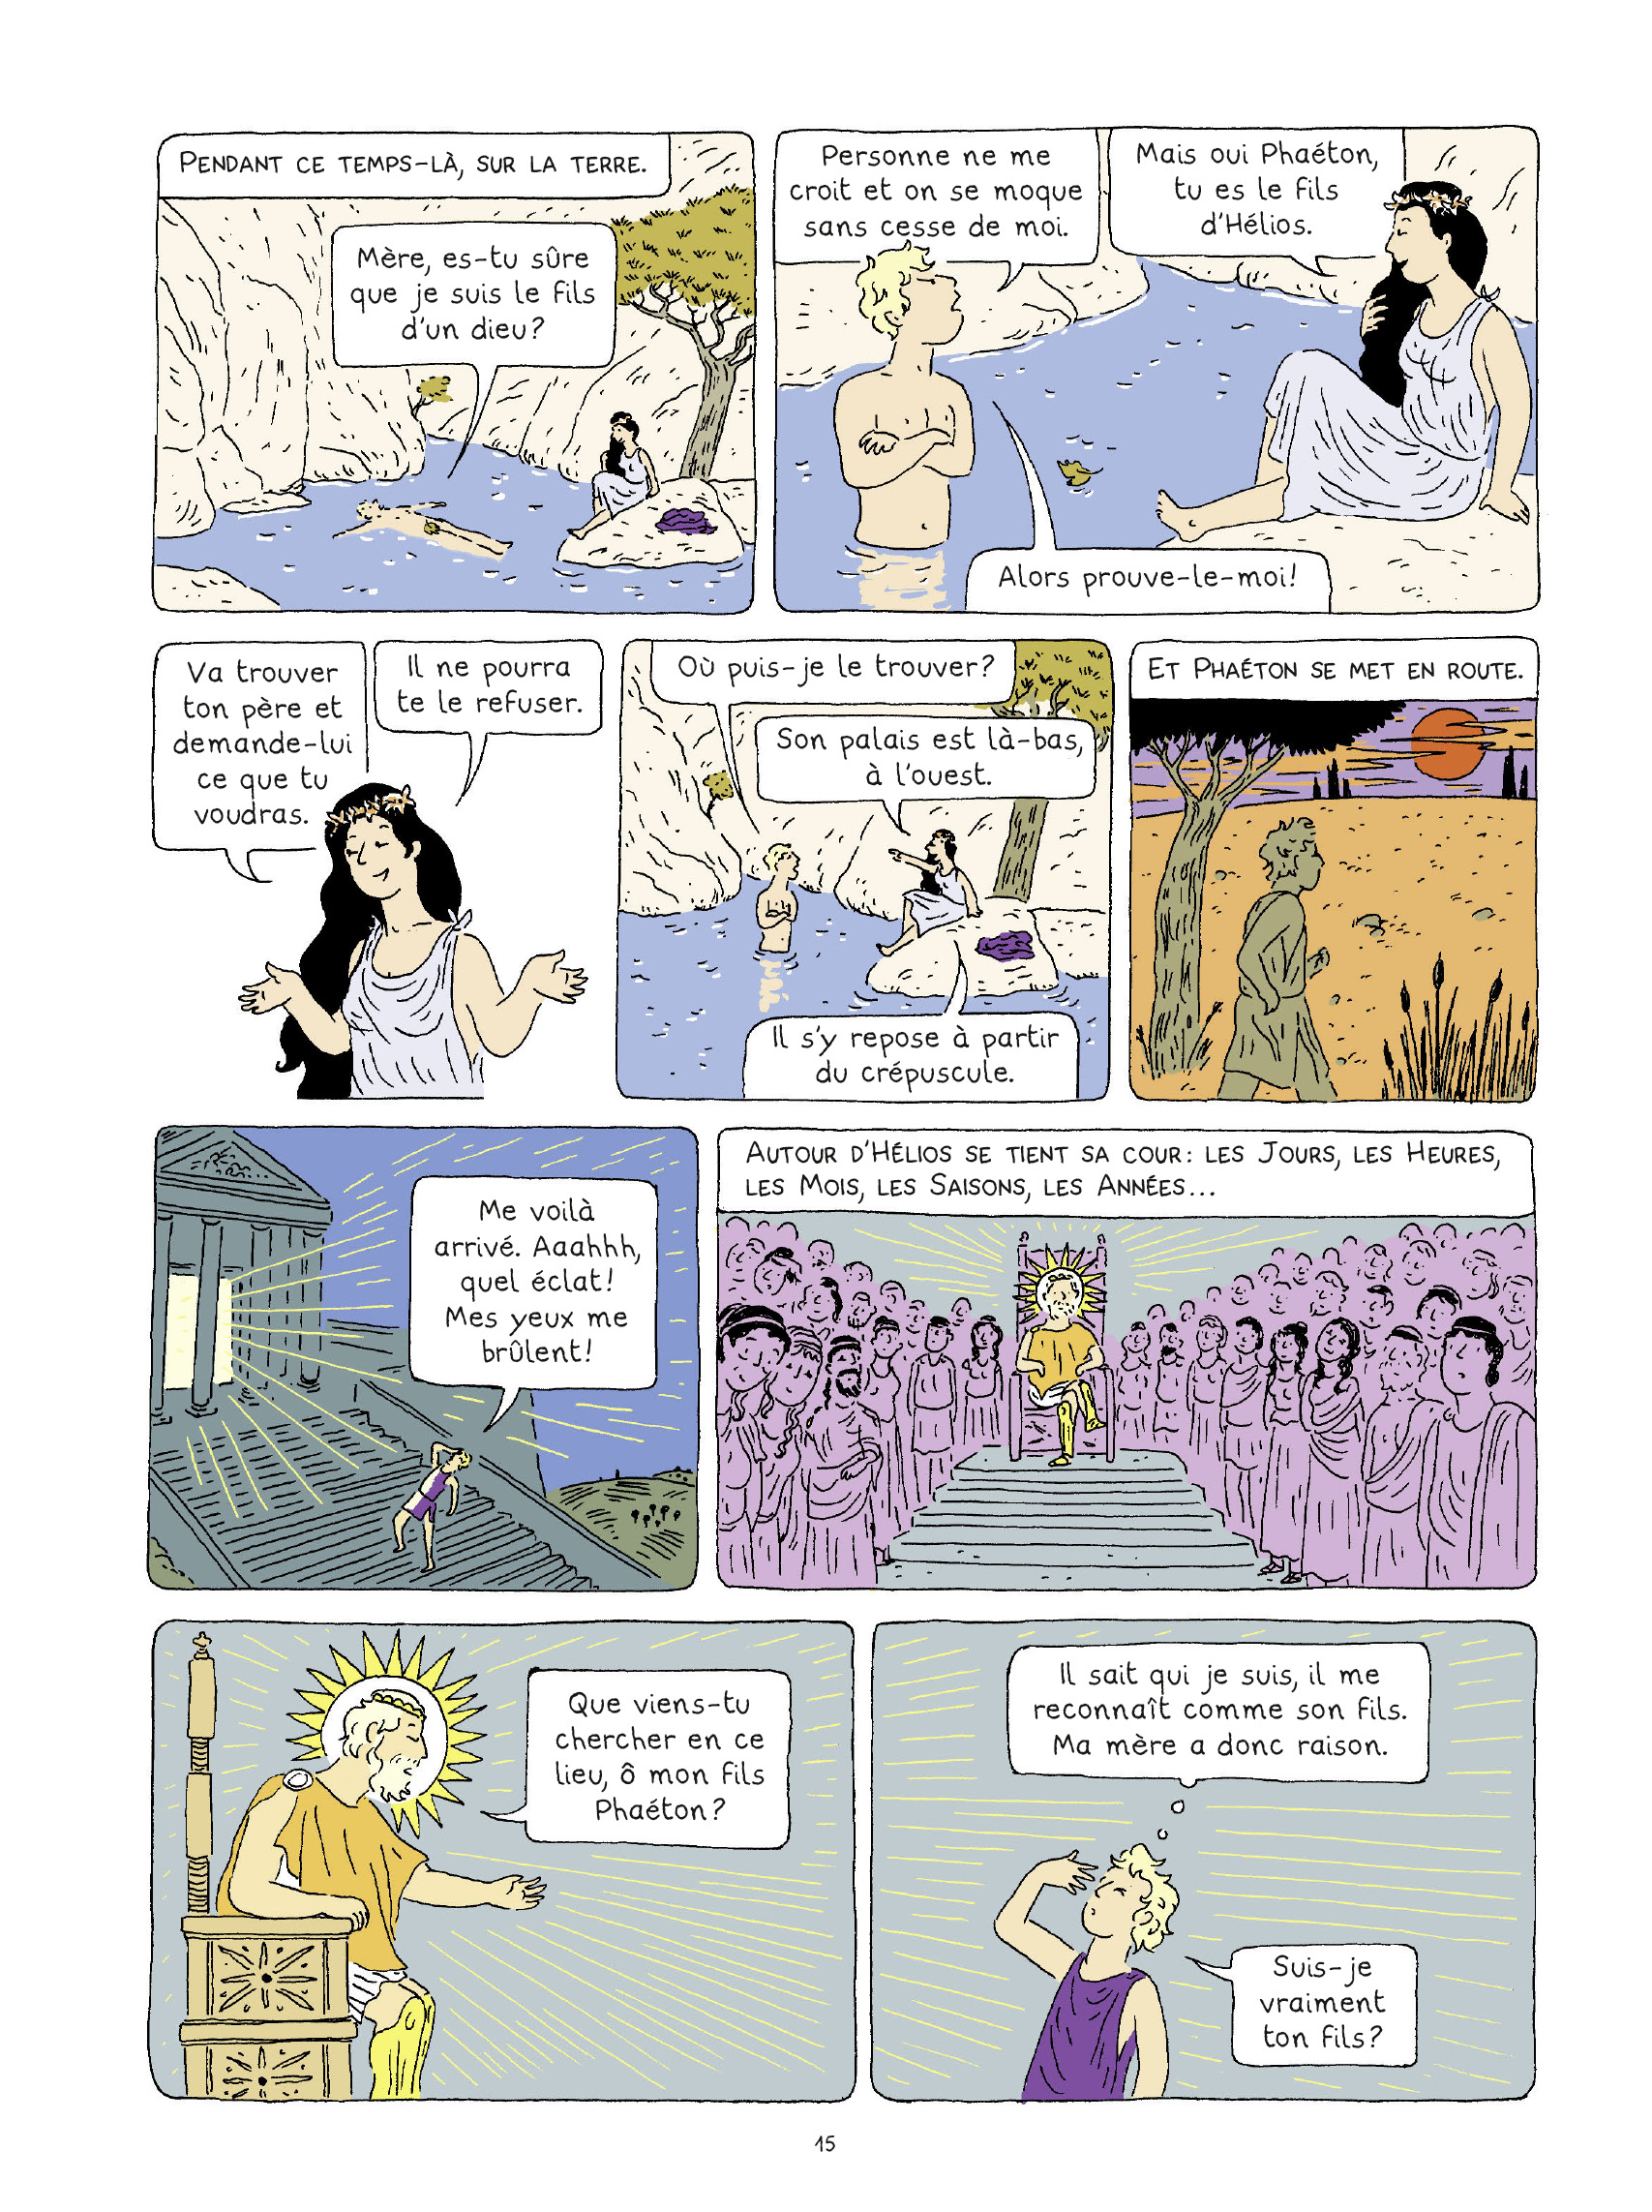 PENDANT CE TEMPS-LÀ, SUR LA TERRE.
Mère, es-tu sûre
que je suis le fils
d'un dieu?
Personne ne me
croit et on se moque
sans cesse de moi.
Mais oui Phaéton,
tu es le fils
d'Hélios.
Alors prouve-le-moi!
Va trouver
ton père et
demande-lui
ce que tu
voudras.
Il ne pourra
te le refuser.
Où puis-je le trouver?
Son palais est là-bas,
à l'ouest.
Il s'y repose à partir
du crépuscule.
ET PHAÉTON SE MET EN ROUTE.
Me voilà
arrivé. Aaahhh,
quel éclat!
Mes yeux me
brûlent!
AUTOUR D'HÉLIOS SE TIENT SA COUR: LES JOURS, LES HEURES,
LES MOIS, LES SAISONS, LES ANNÉES...
Que viens-tu
chercher en ce
lieu, ô mon fils
Phaéton?
Il sait qui je suis, il me
reconnaît comme son fils.
Ma mère a donc raison.
Suis-je
vraiment
ton fils?
15